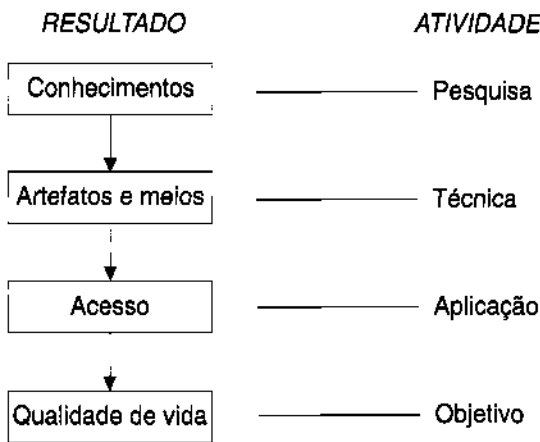 RESULTADO ATIVIDADE
Conhecimentos Pesquisa
Artefatos e meios Técnica
Acesso Aplicação
Qualidade de vida Objetivo